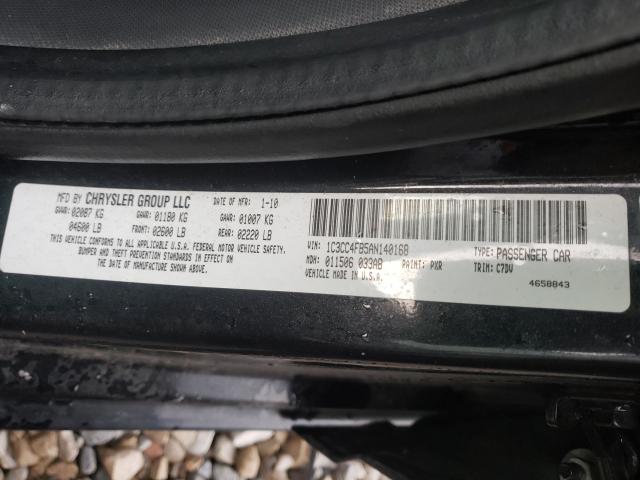 MFD BY CHRYSLER GROUP LLC DATE OF MFR: 1-10
GVWR: 02087 KG GAWR: 01180 KG GAWR: 01007 KG
04600 LB FRONT: 02600 LB REAR: 02220 LB
THIS VEHICLE CONFORMS TO ALL APPLICABLE FEDERAL MOTOR VEHICLE SAFETY,
BUMPER AND THEFT PREVENTION STANDARDS IN EFFECT ON
THE DATE OF MANUFACTURE SHOWN ABOVE.
VIN: 1C3CC4FB5AN140168 TYPE: PASSENGER CAR
MDH: 011506 033AB PAINT: PXR TRIM: C7DV
VEHICLE MADE IN U.S.A. 4658843